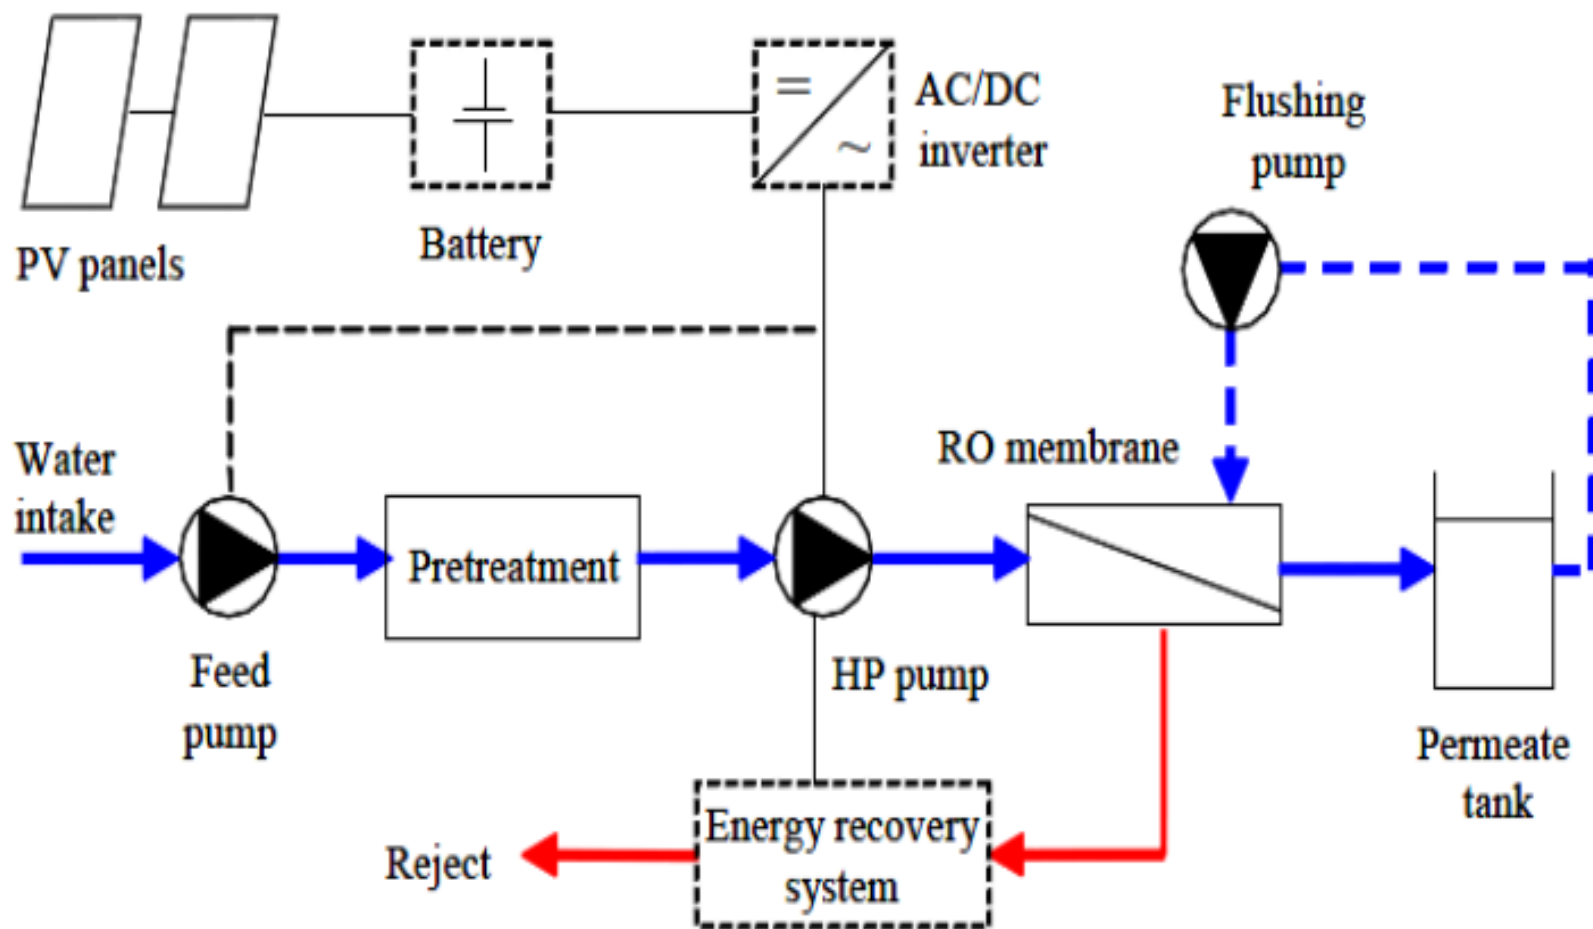 AC/DC
inverter
Flushing
pump
Battery
PV panels
Water
intake
RO membrane
Pretreatment
Feed
pump
HP pump
Permeate
tank
Energy recovery
system
Reject